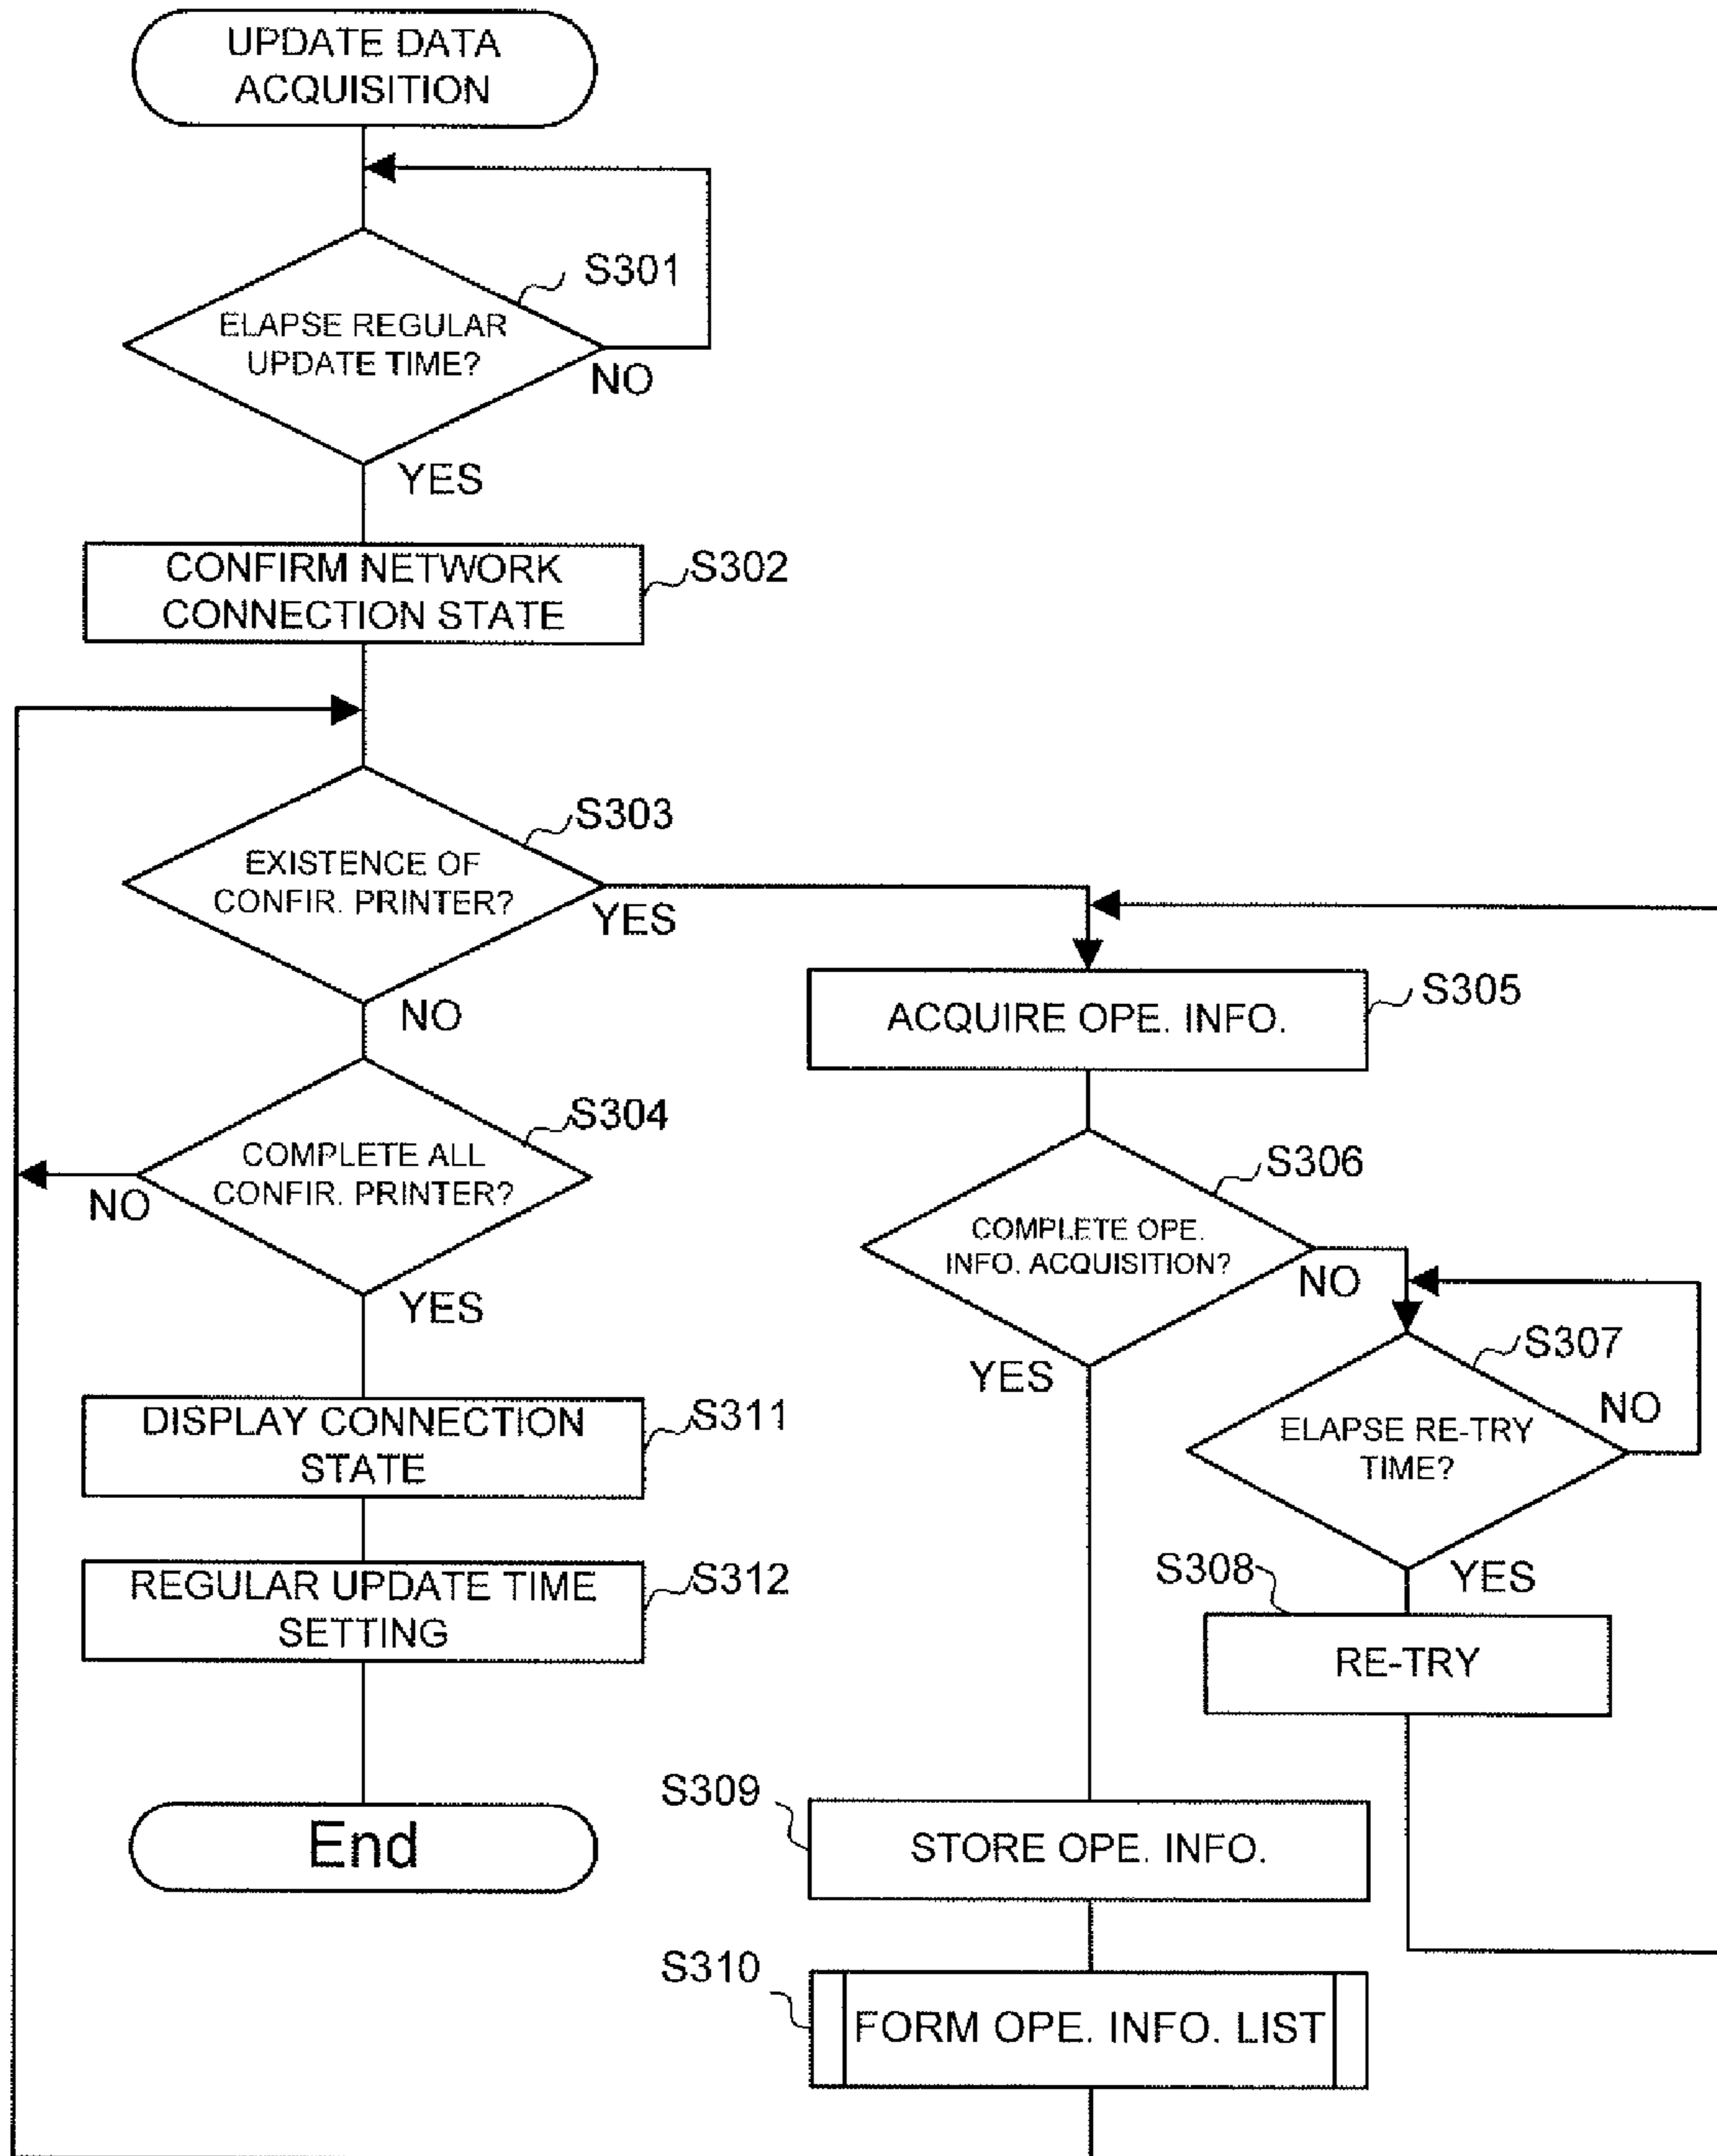 UPDATE DATA
ACQUISITION
S301
ELAPSE REGULAR
UPDATE TIME?
NO
YES
CONFIRM NETWORK
CONNECTION STATE
S302
S303
EXISTENCE OF
CONFIR. PRINTER?
YES
NO
S304
COMPLETE ALL
CONFIR. PRINTER?
NO
YES
DISPLAY CONNECTION
STATE
S311
REGULAR UPDATE TIME
SETTING
S312
End
ACQUIRE OPE. INFO.
S305
S306
COMPLETE OPE.
INFO. ACQUISITION?
NO
YES
S307
ELAPSE RE-TRY
TIME?
NO
YES
S308
RE-TRY
S309
STORE OPE. INFO.
S310
FORM OPE. INFO. LIST